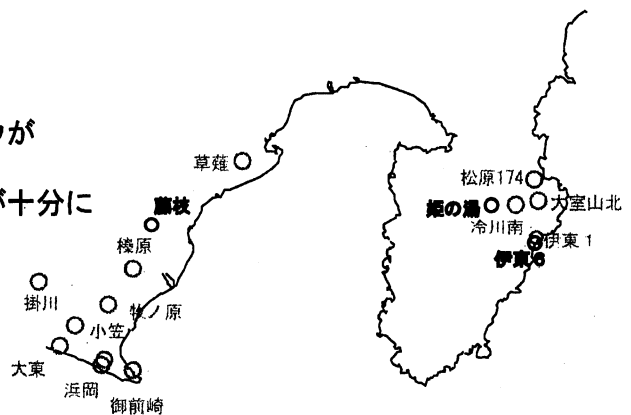 が
が十分に
草薙
藤枝
榛原
掛川
牧ノ原
小笠
大東
浜岡
御前崎
松原174
姫の湯
大室山北
冷川南
伊東1
伊東6